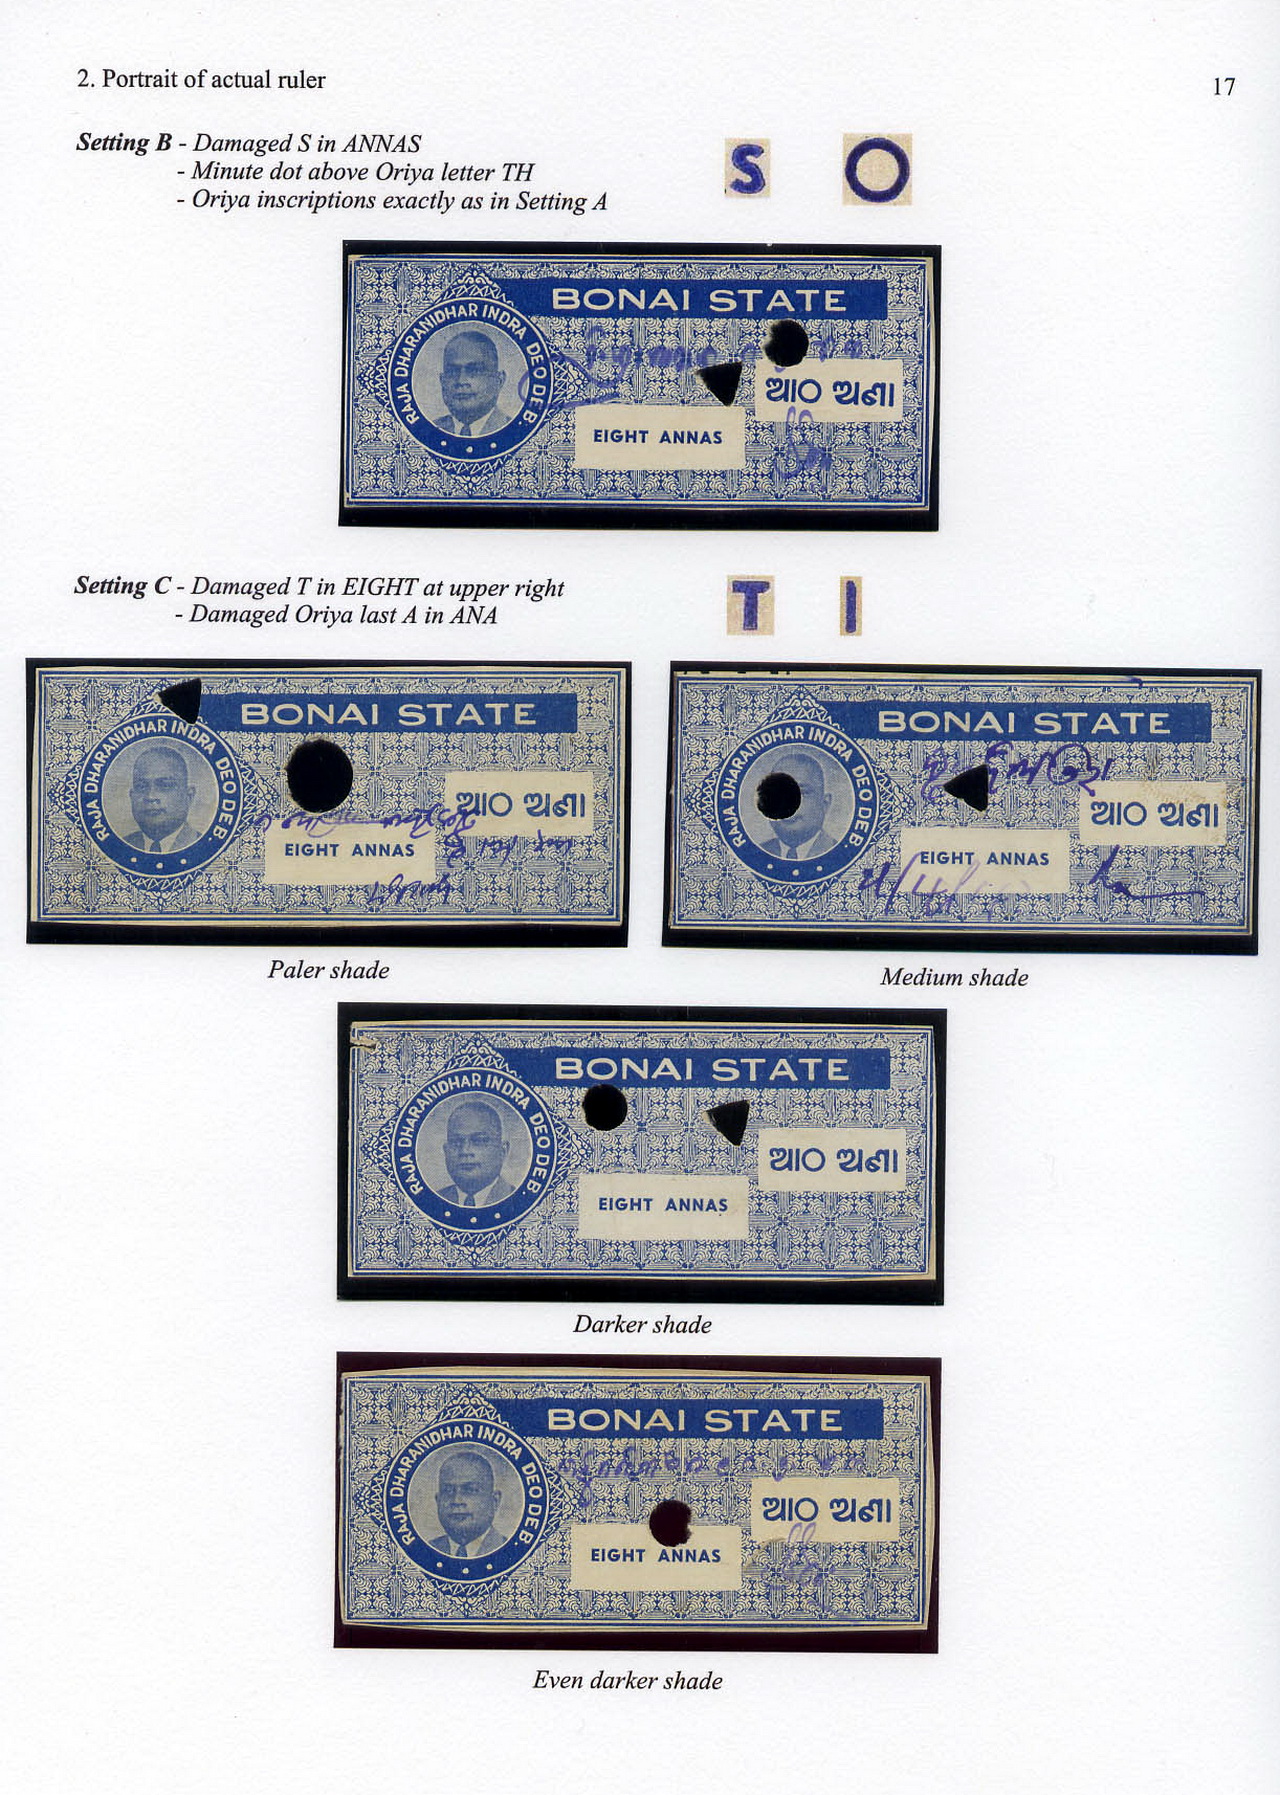 2. Portrait of actual ruler
17
Setting B - Damaged S in ANNAS
- Minute dot above Oriya letter TH
- Oriya inscriptions exactly as in Setting A
S
O
BONAI STATE
RAJA DHARANIDHAR INDRA DEO DEB.
ଆଠ ଅଣା
EIGHT ANNAS
Setting C - Damaged T in EIGHT at upper right
- Damaged Oriya last A in ANA
T
I
BONAI STATE
RAJA DHARANIDHAR INDRA DEO DEB.
ଆଠ ଅଣା
EIGHT ANNAS
Paler shade
BONAI STATE
RAJA DHARANIDHAR INDRA DEO DEB.
ଆଠ ଅଣା
EIGHT ANNAS
Medium shade
BONAI STATE
RAJA DHARANIDHAR INDRA DEO DEB.
ଆଠ ଅଣା
EIGHT ANNAS
Darker shade
BONAI STATE
RAJA DHARANIDHAR INDRA DEO DEB.
ଆଠ ଅଣା
EIGHT ANNAS
Even darker shade